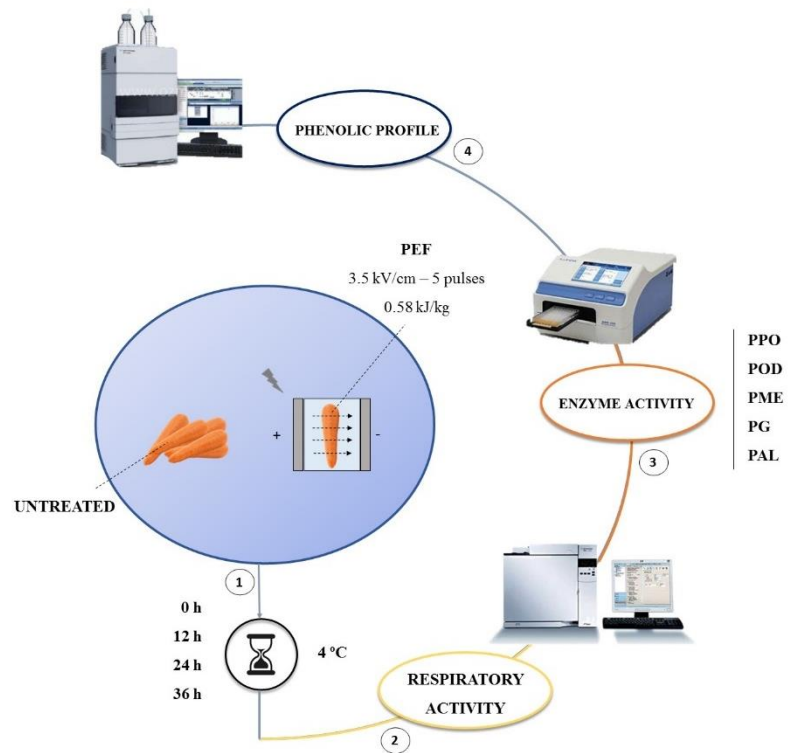 PHENOLIC PROFILE
4
PEF
3.5 kV/cm – 5 pulses
0.58 kJ/kg
+
-
UNTREATED
PPO
POD
PME
PG
PAL
ENZYME ACTIVITY
3
1
0 h
12 h
24 h
36 h
4 ºC
RESPIRATORY
ACTIVITY
2